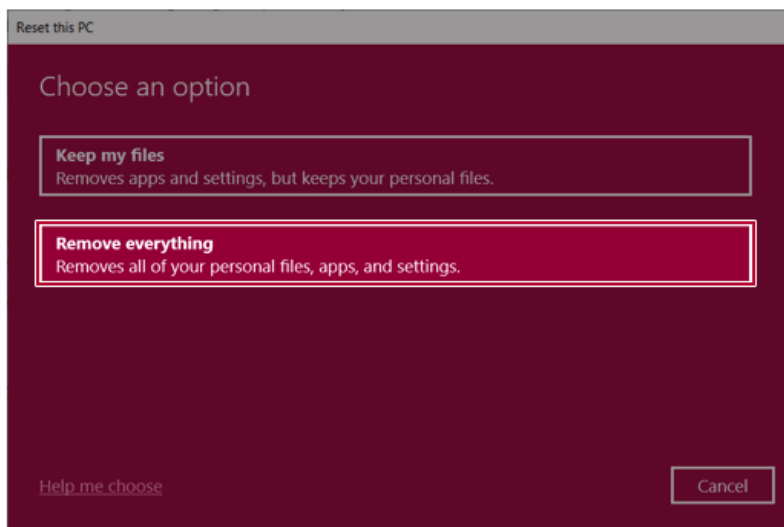 Reset this PC
Choose an option
Keep my files
Removes apps and settings, but keeps your personal files.
Remove everything
Removes all of your personal files, apps, and settings.
Help me choose
Cancel